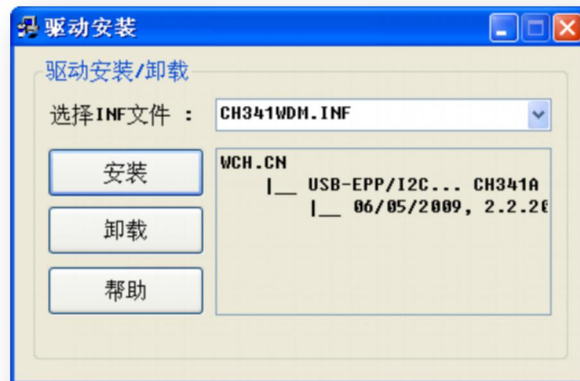 驱动安装
驱动安装/卸载
选择INF文件 : CH341WDM.INF
安装
卸载
帮助
WCH.CN
|__ USB-EPP/I2C... CH341A
|__ 06/05/2009, 2.2.2